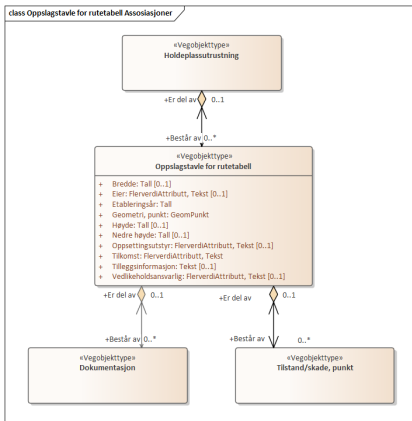 class Oppslagstavle for rutetabell Assosiasjoner
«Vegobjekttype»
Holdeplassutrustning
+Er del av 0..1
+Består av 0..*
«Vegobjekttype»
Oppslagstavle for rutetabell
+ Bredde: Tall [0..1]
+ Eier: FlerverdiAttributt, Tekst [0..1]
+ Etableringsår: Tall
+ Geometri, punkt: GeomPunkt
+ Høyde: Tall [0..1]
+ Nedre høyde: Tall [0..1]
+ Oppsettingsutstyr: FlerverdiAttributt, Tekst [0..1]
+ Tilkomst: FlerverdiAttributt, Tekst
+ Tilleggsinformasjon: Tekst [0..1]
+ Vedlikeholdsansvarlig: FlerverdiAttributt, Tekst [0..1]
+Er del av 0..1 +Er del av 0..1
+Består av 0..* +Består av 0..*
«Vegobjekttype»
Dokumentasjon
«Vegobjekttype»
Tilstand/skade, punkt